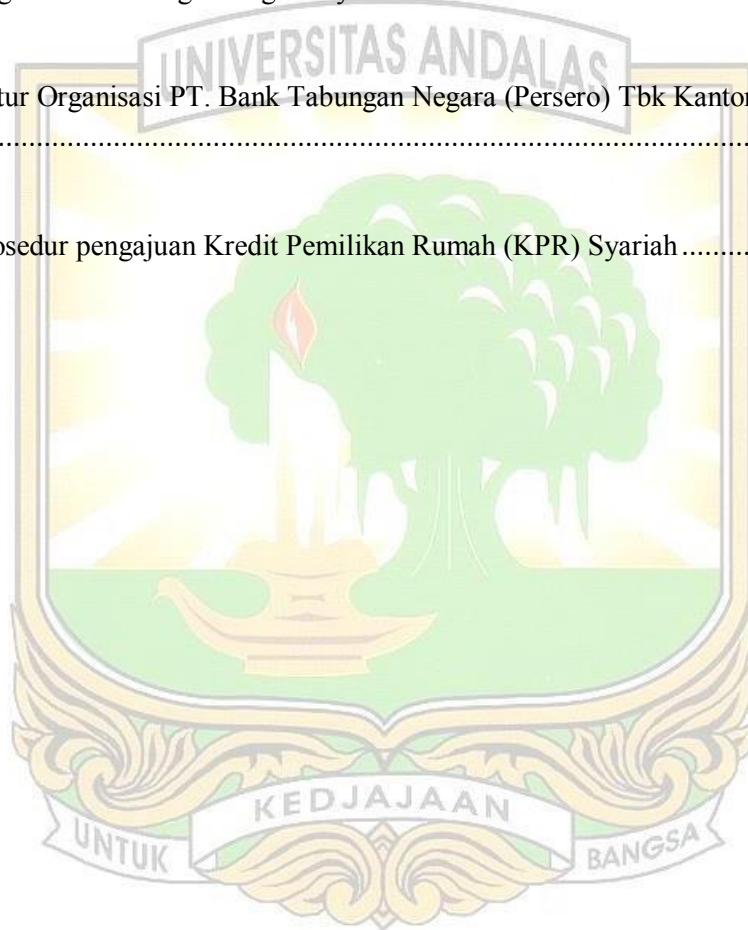 UNIVERSITAS ANDALAS
tur Organisasi PT. Bank Tabungan Negara (Persero) Tbk Kantor
................................................................................................
osedur pengajuan Kredit Pemilikan Rumah (KPR) Syariah ..........
KEDJAJAAN
UNTUK BANGSA